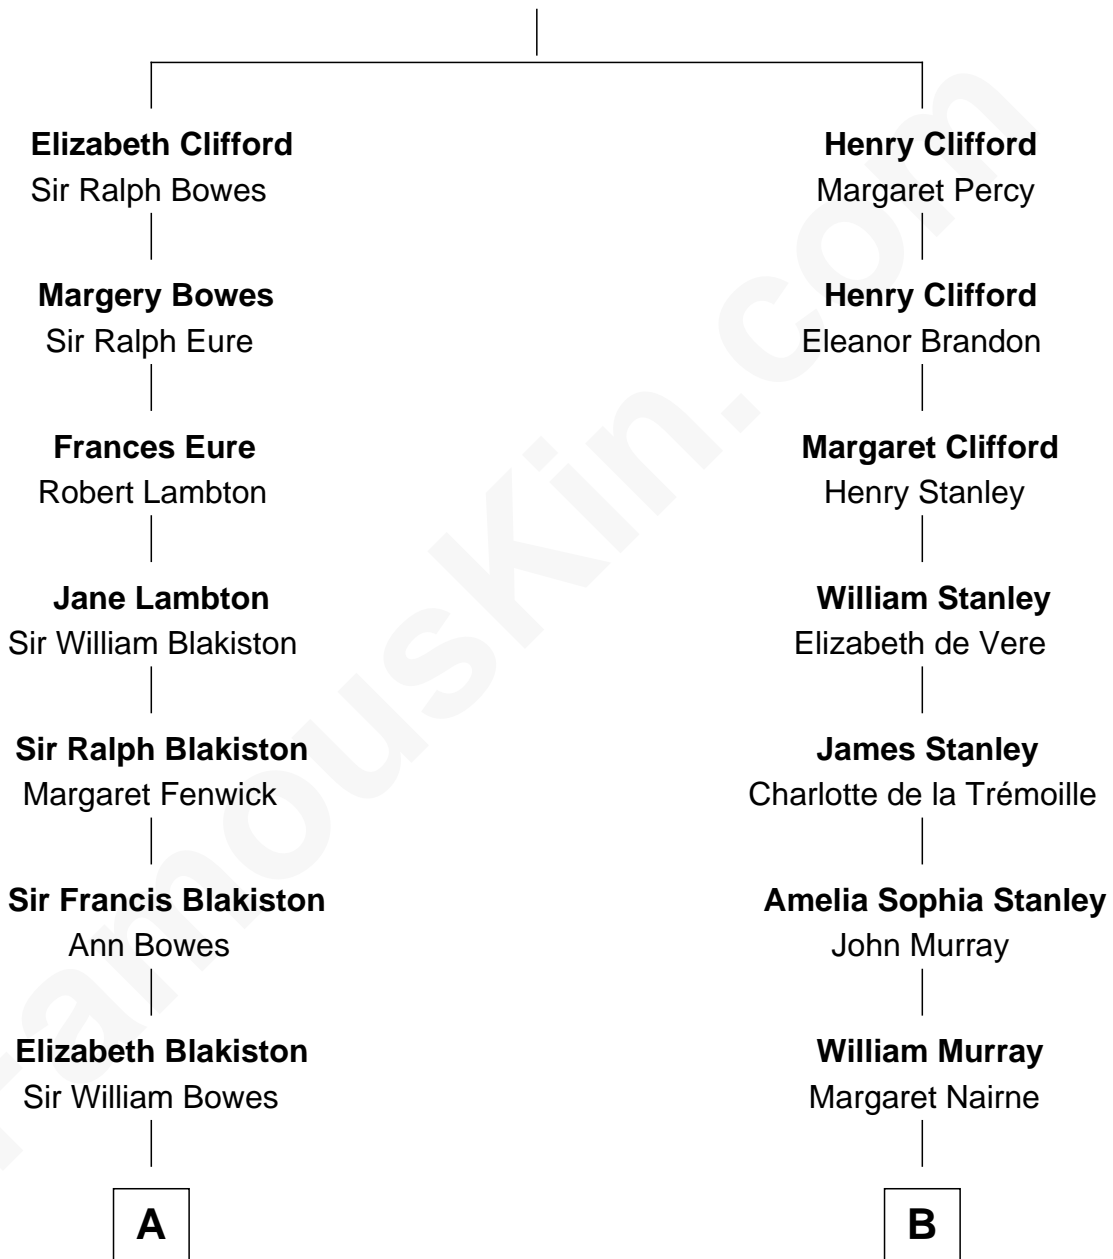 Elizabeth Clifford
Sir Ralph Bowes
Henry Clifford
Margaret Percy
Margery Bowes
Sir Ralph Eure
Henry Clifford
Eleanor Brandon
Frances Eure
Robert Lambton
Margaret Clifford
Henry Stanley
Jane Lambton
Sir William Blakiston
William Stanley
Elizabeth de Vere
Sir Ralph Blakiston
Margaret Fenwick
James Stanley
Charlotte de la Trémoille
Sir Francis Blakiston
Ann Bowes
Amelia Sophia Stanley
John Murray
Elizabeth Blakiston
Sir William Bowes
William Murray
Margaret Nairne
A
B
FamousKin.com